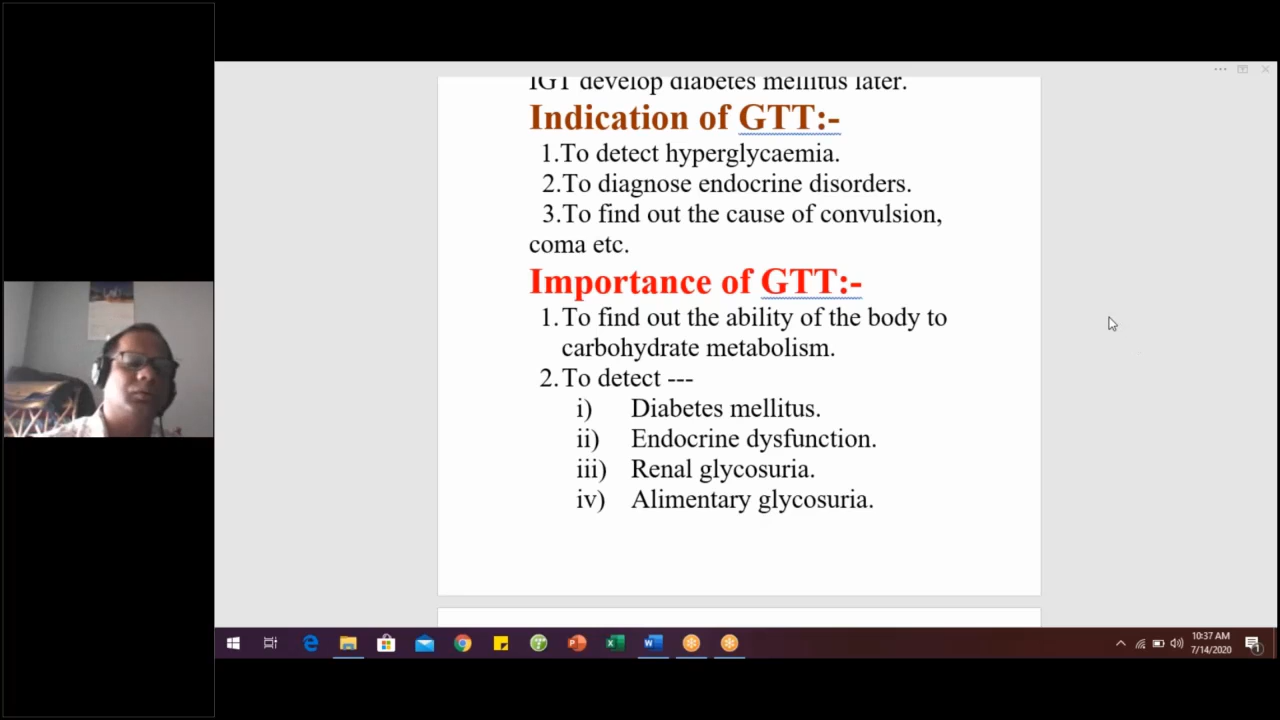 IGT develop diabetes mellitus later.
Indication of GTT:-
1.To detect hyperglycaemia.
2.To diagnose endocrine disorders.
3.To find out the cause of convulsion,
coma etc.
Importance of GTT:-
1.To find out the ability of the body to
carbohydrate metabolism.
2.To detect ---
i) Diabetes mellitus.
ii) Endocrine dysfunction.
iii) Renal glycosuria.
iv) Alimentary glycosuria.
10:37 AM
7/14/2020
1